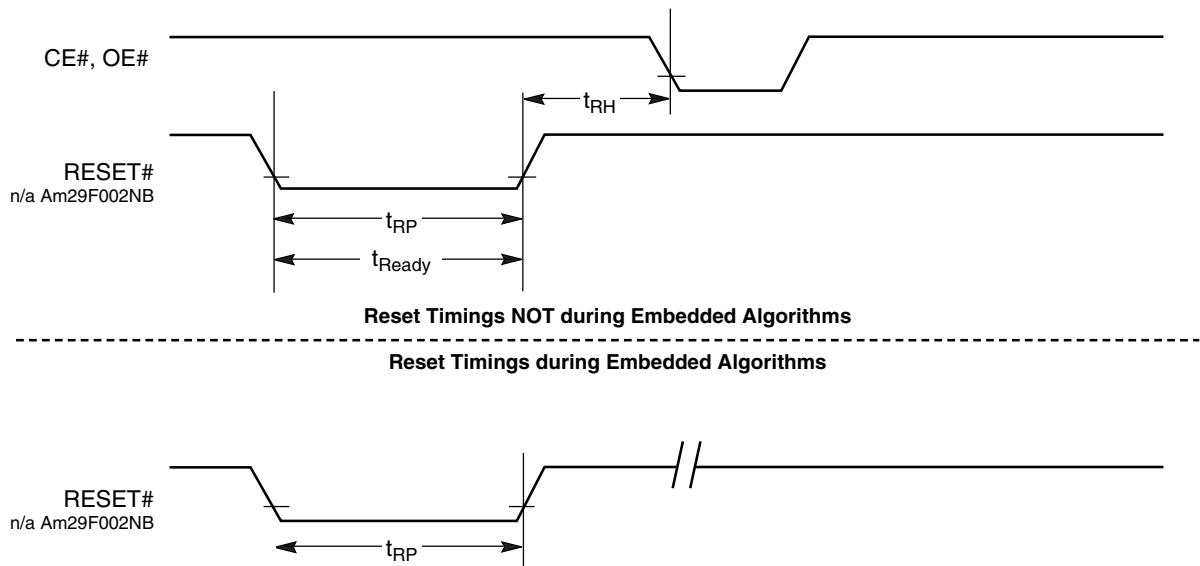 CE#, OE#
tRH
RESET#
n/a Am29F002NB
tRP
tReady
Reset Timings NOT during Embedded Algorithms
Reset Timings during Embedded Algorithms
RESET#
n/a Am29F002NB
tRP